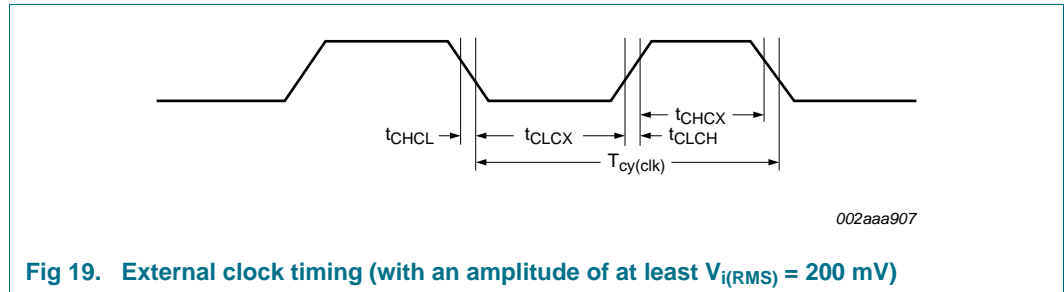 tCHCX
tCHCL tCLCX tCLCH
Tcy(clk)
002aaa907
Fig 19. External clock timing (with an amplitude of at least Vi(RMS) = 200 mV)